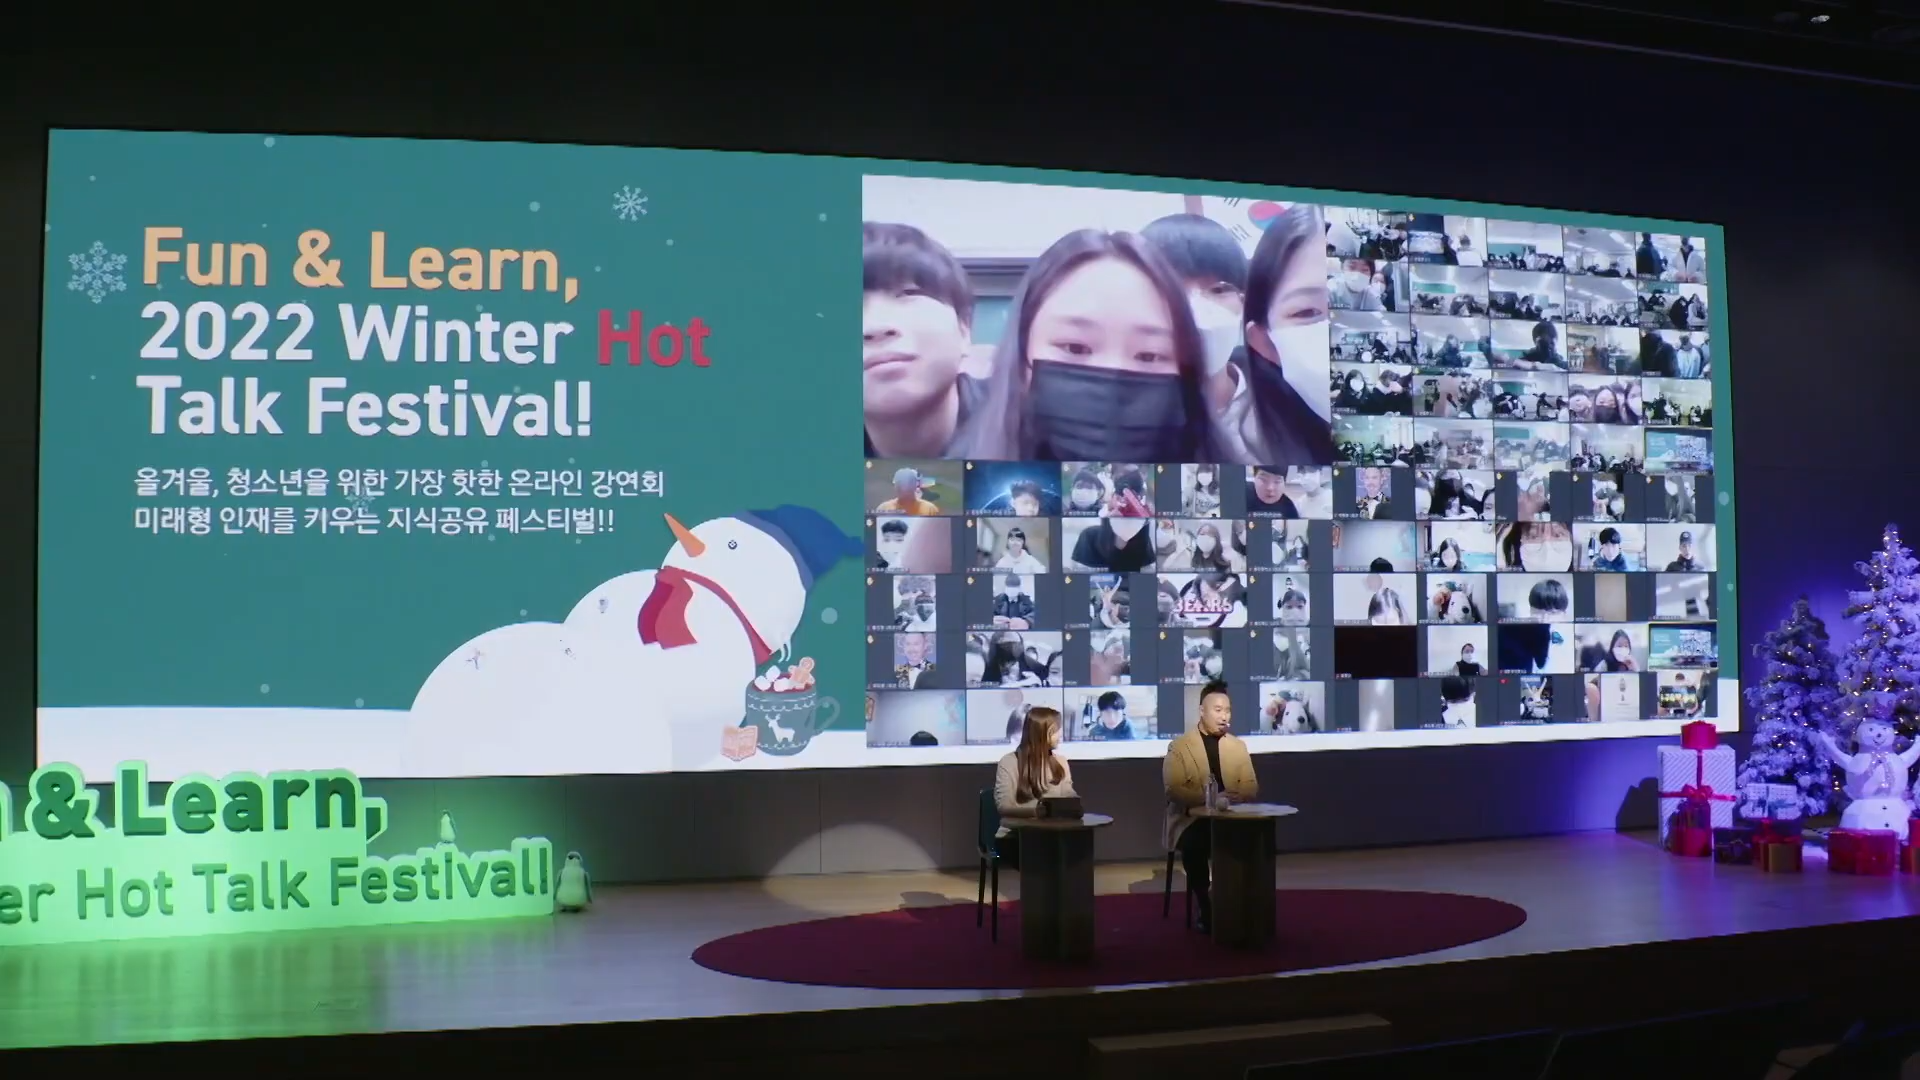 Fun & Learn,
2022 Winter Hot
Talk Festival!
올겨울, 청소년을 위한 가장 핫한 온라인 강연회
미래형 인재를 키우는 지식공유 페스티벌!!
BEARS
& Learn,
er Hot Talk Festival!